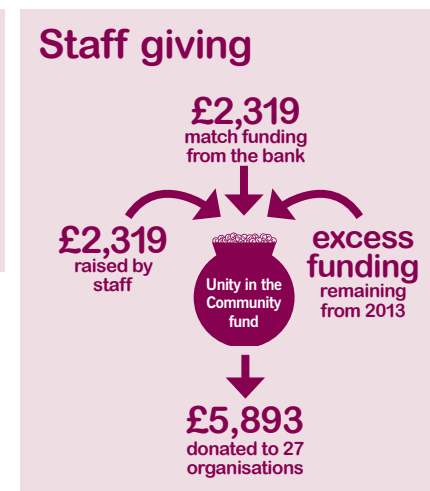 Staff giving
£2,319
match funding
from the bank
£2,319
raised by
staff
excess
funding
remaining
from 2013
Unity in the
Community
fund
£5,893
donated to 27
organisations